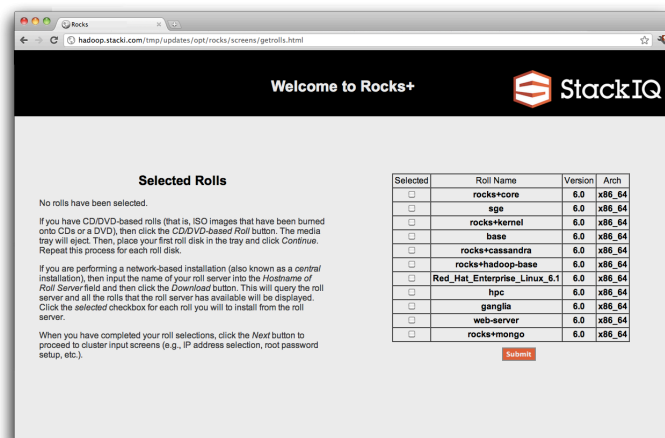 Rocks
hadoop.stacki.com/tmp/updates/opt/rocks/screens/getrolls.html
Welcome to Rocks+
StackIQ
Selected Rolls
No rolls have been selected.
If you have CD/DVD-based rolls (that is, ISO images that have been burned
onto CDs or a DVD), then click the CD/DVD-based Roll button. The media
tray will eject. Then, place your first roll disk in the tray and click Continue.
Repeat this process for each roll disk.
If you are performing a network-based installation (also known as a central
installation), then input the name of your roll server into the Hostname of
Roll Server field and then click the Download button. This will query the roll
server and all the rolls that the roll server has available will be displayed.
Click the selected checkbox for each roll you will to install from the roll
server.
When you have completed your roll selections, click the Next button to
proceed to cluster input screens (e.g., IP address selection, root password
setup, etc.).
Selected Roll Name Version Arch
rocks+core 6.0 x86_64
sge 6.0 x86_64
rocks+kernel 6.0 x86_64
base 6.0 x86_64
rocks+cassandra 6.0 x86_64
rocks+hadoop-base 6.0 x86_64
Red_Hat_Enterprise_Linux_6.1 6.0 x86_64
hpc 6.0 x86_64
ganglia 6.0 x86_64
web-server 6.0 x86_64
rocks+mongo 6.0 x86_64
Submit